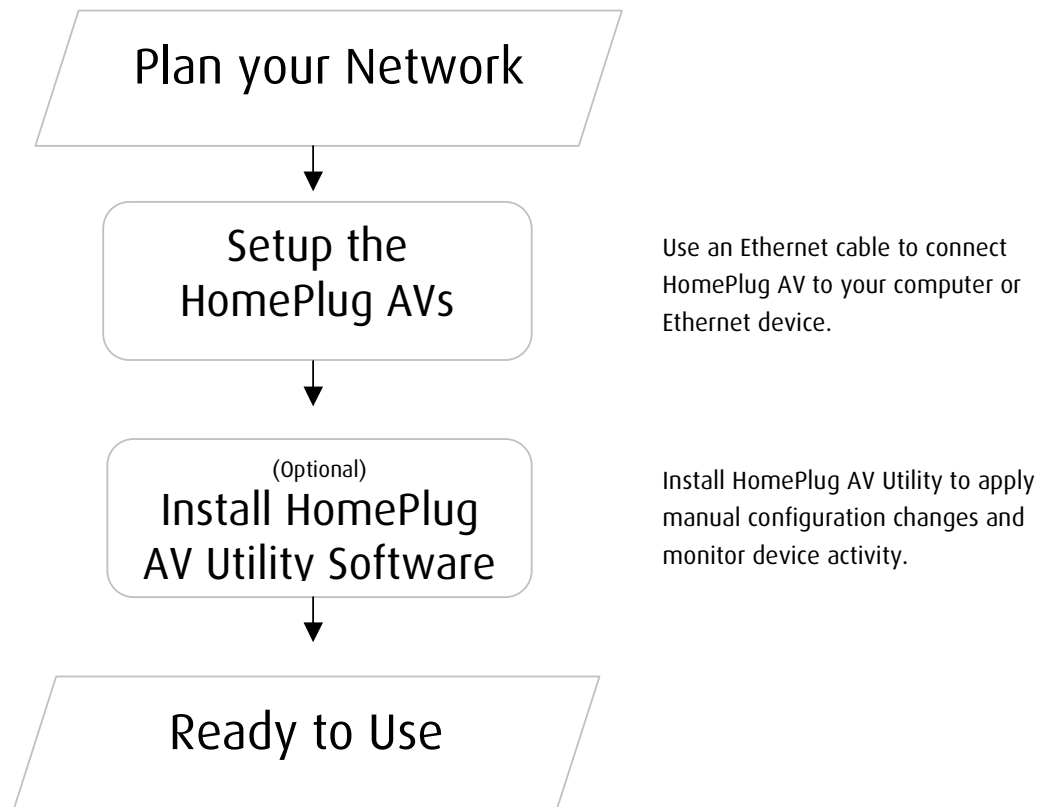 Plan your Network
Setup the
HomePlug AVs
Use an Ethernet cable to connect
HomePlug AV to your computer or
Ethernet device.
(Optional)
Install HomePlug
AV Utility Software
Install HomePlug AV Utility to apply
manual configuration changes and
monitor device activity.
Ready to Use